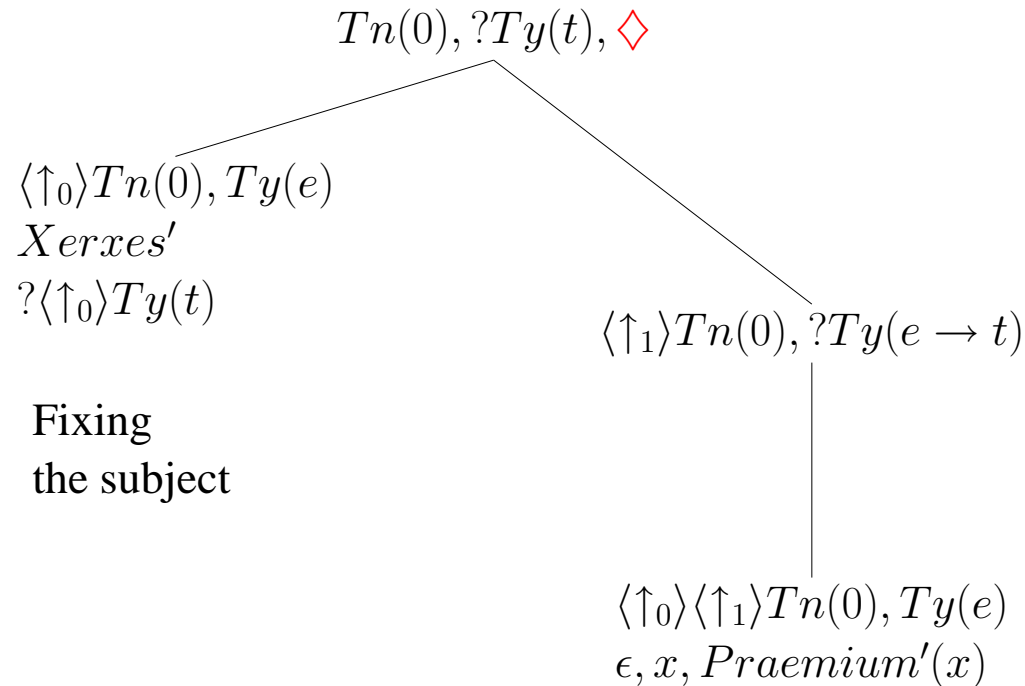 Tn(0), ?Ty(t), ♢
⟨↑₀⟩Tn(0), Ty(e)
Xerxes′
?⟨↑₀⟩Ty(t)
⟨↑₁⟩Tn(0), ?Ty(e → t)
Fixing
the subject
⟨↑₀⟩⟨↑₁⟩Tn(0), Ty(e)
ϵ, x, Praemium′(x)